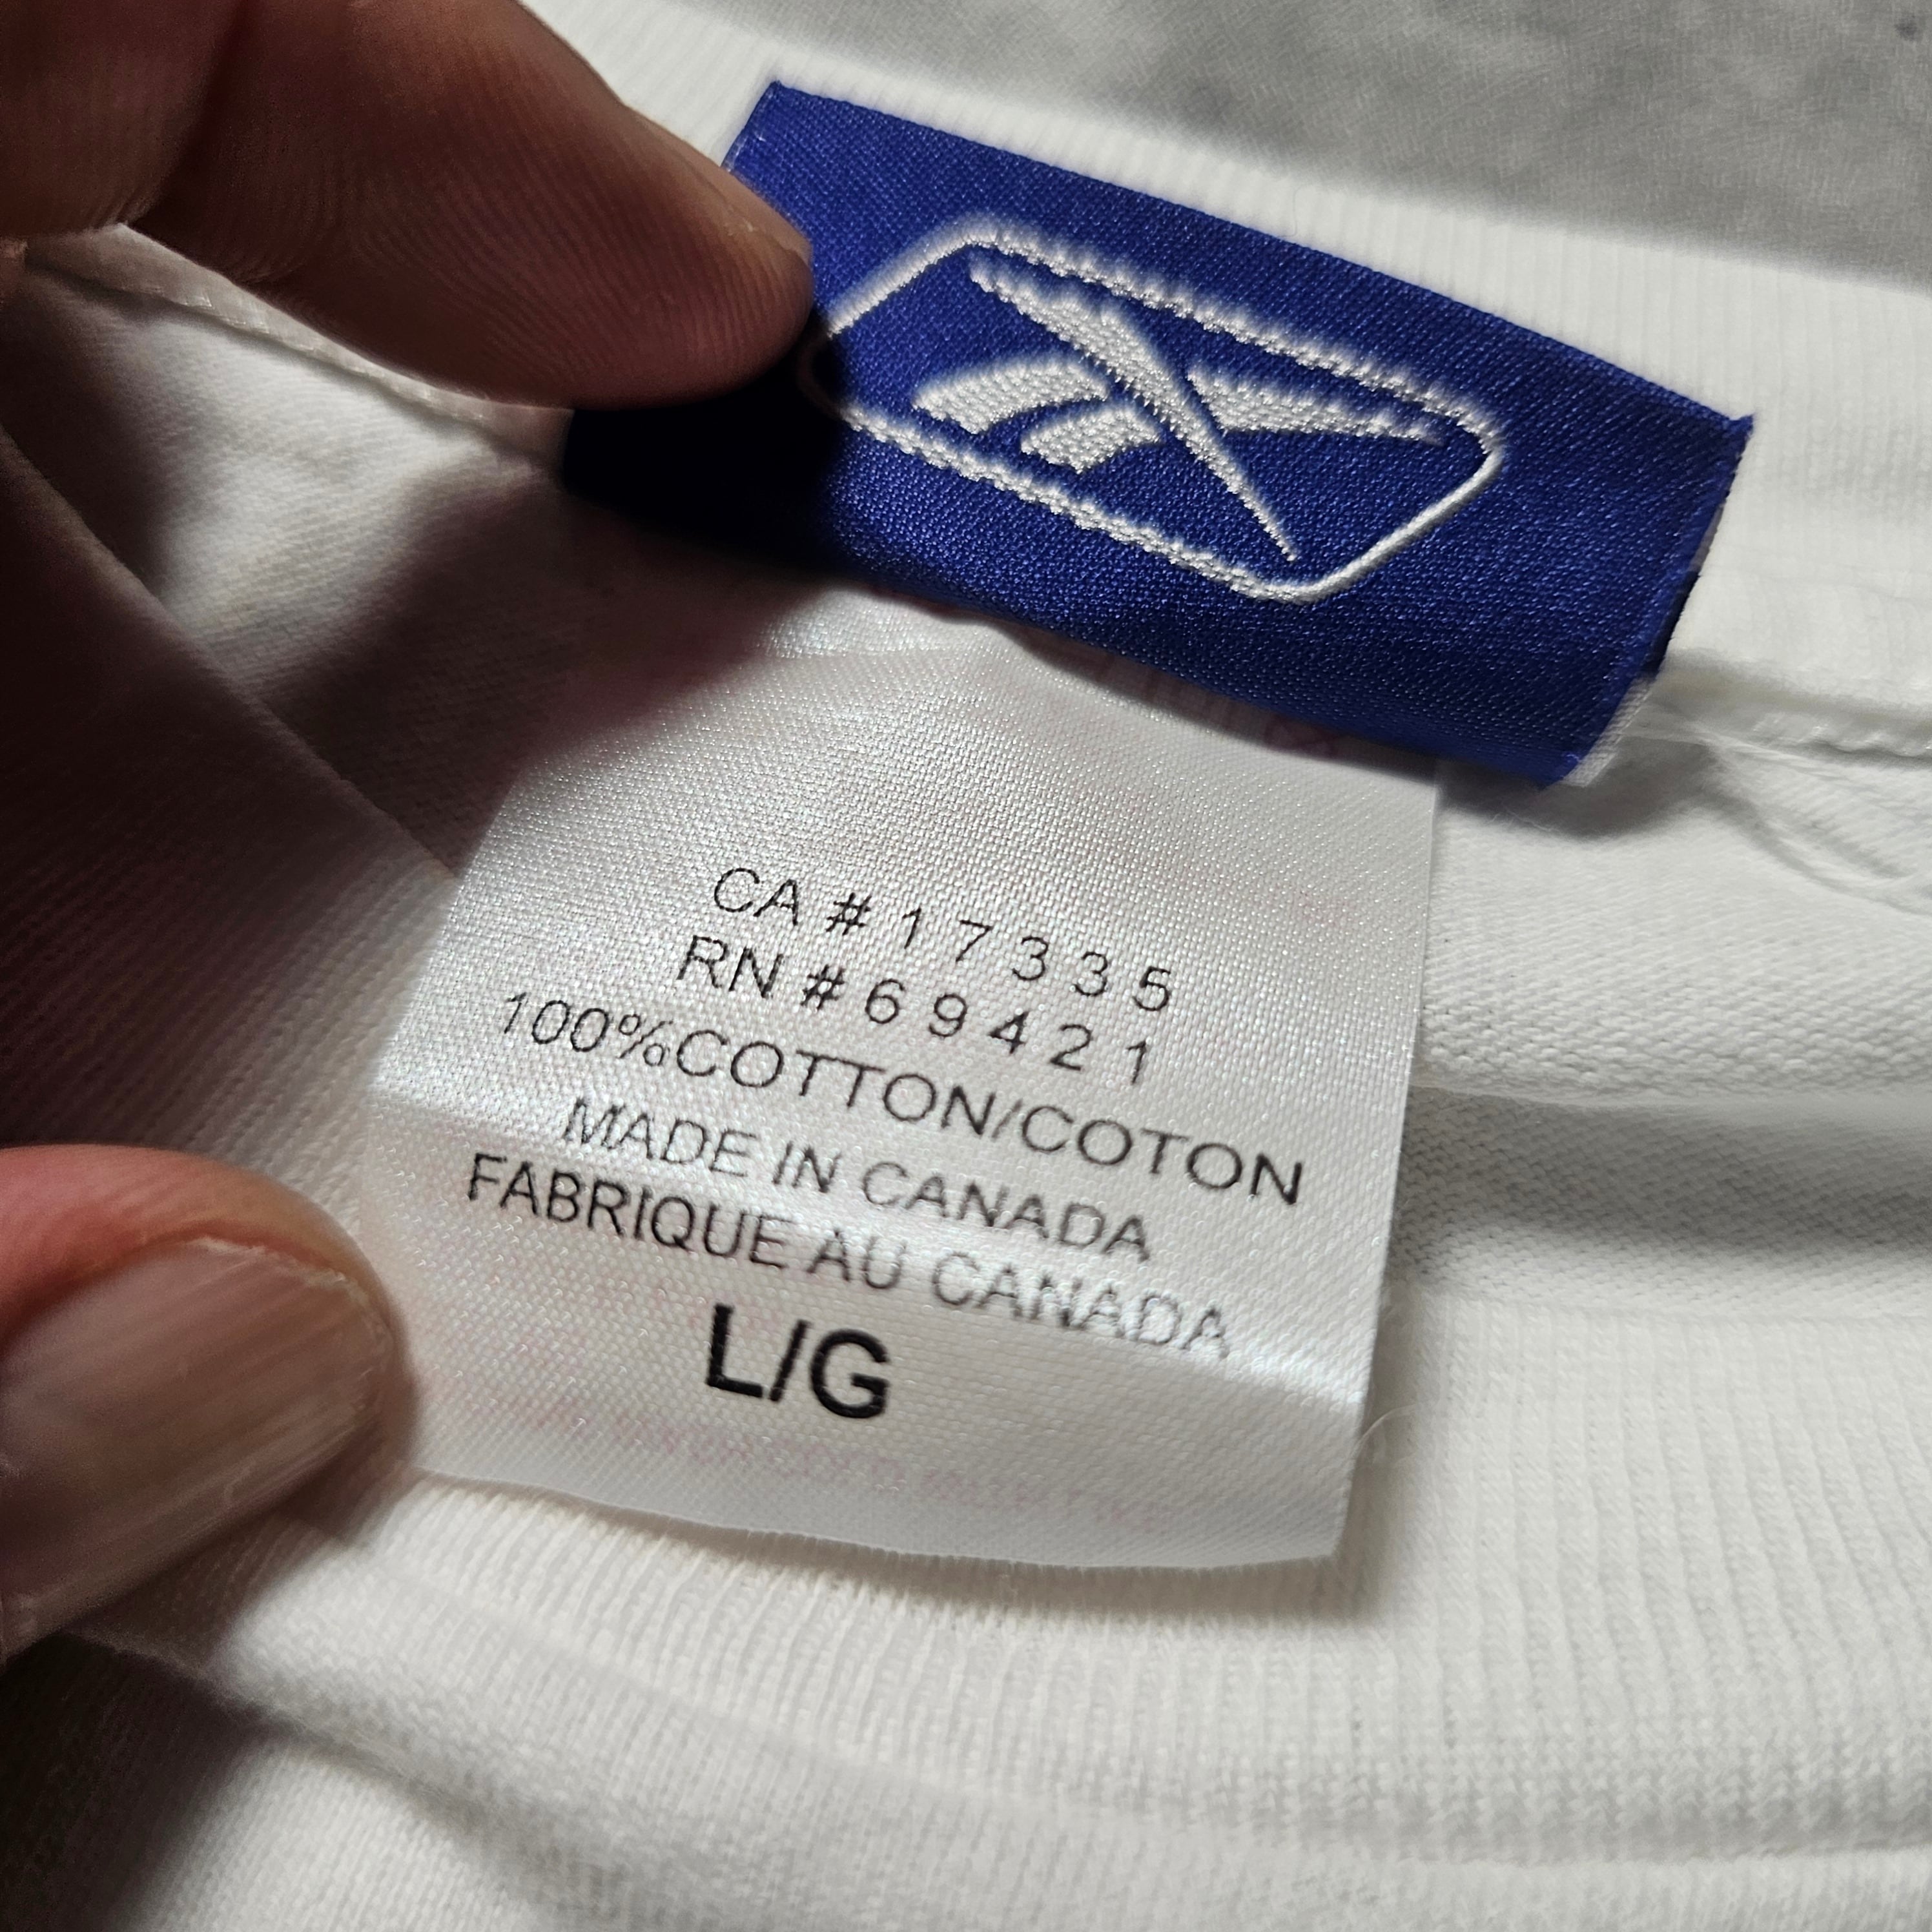 CA # 17335
RN # 69421
100%COTTON/COTON
MADE IN CANADA
FABRIQUE AU CANADA
L/G